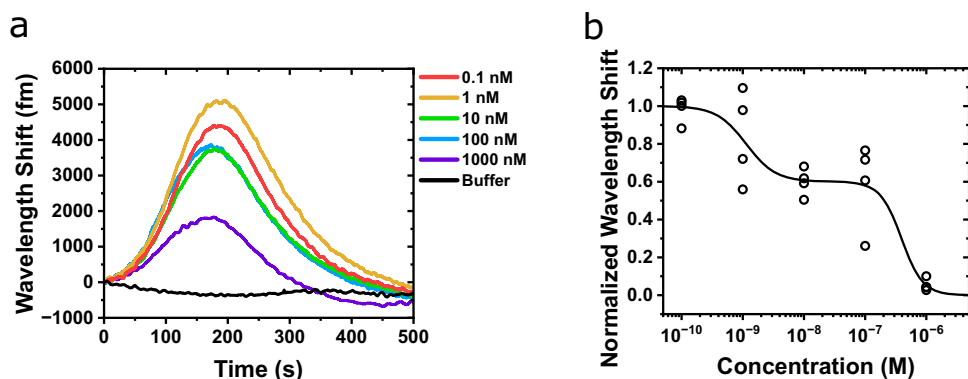 a
Wavelength Shift (fm)
6000
5000
4000
3000
2000
1000
0
−1000
0 100 200 300 400 500
Time (s)
0.1 nM
1 nM
10 nM
100 nM
1000 nM
Buffer
b
Normalized Wavelength Shift
1.2
1.0
0.8
0.6
0.4
0.2
0.0
10⁻¹⁰ 10⁻⁹ 10⁻⁸ 10⁻⁷ 10⁻⁶
Concentration (M)